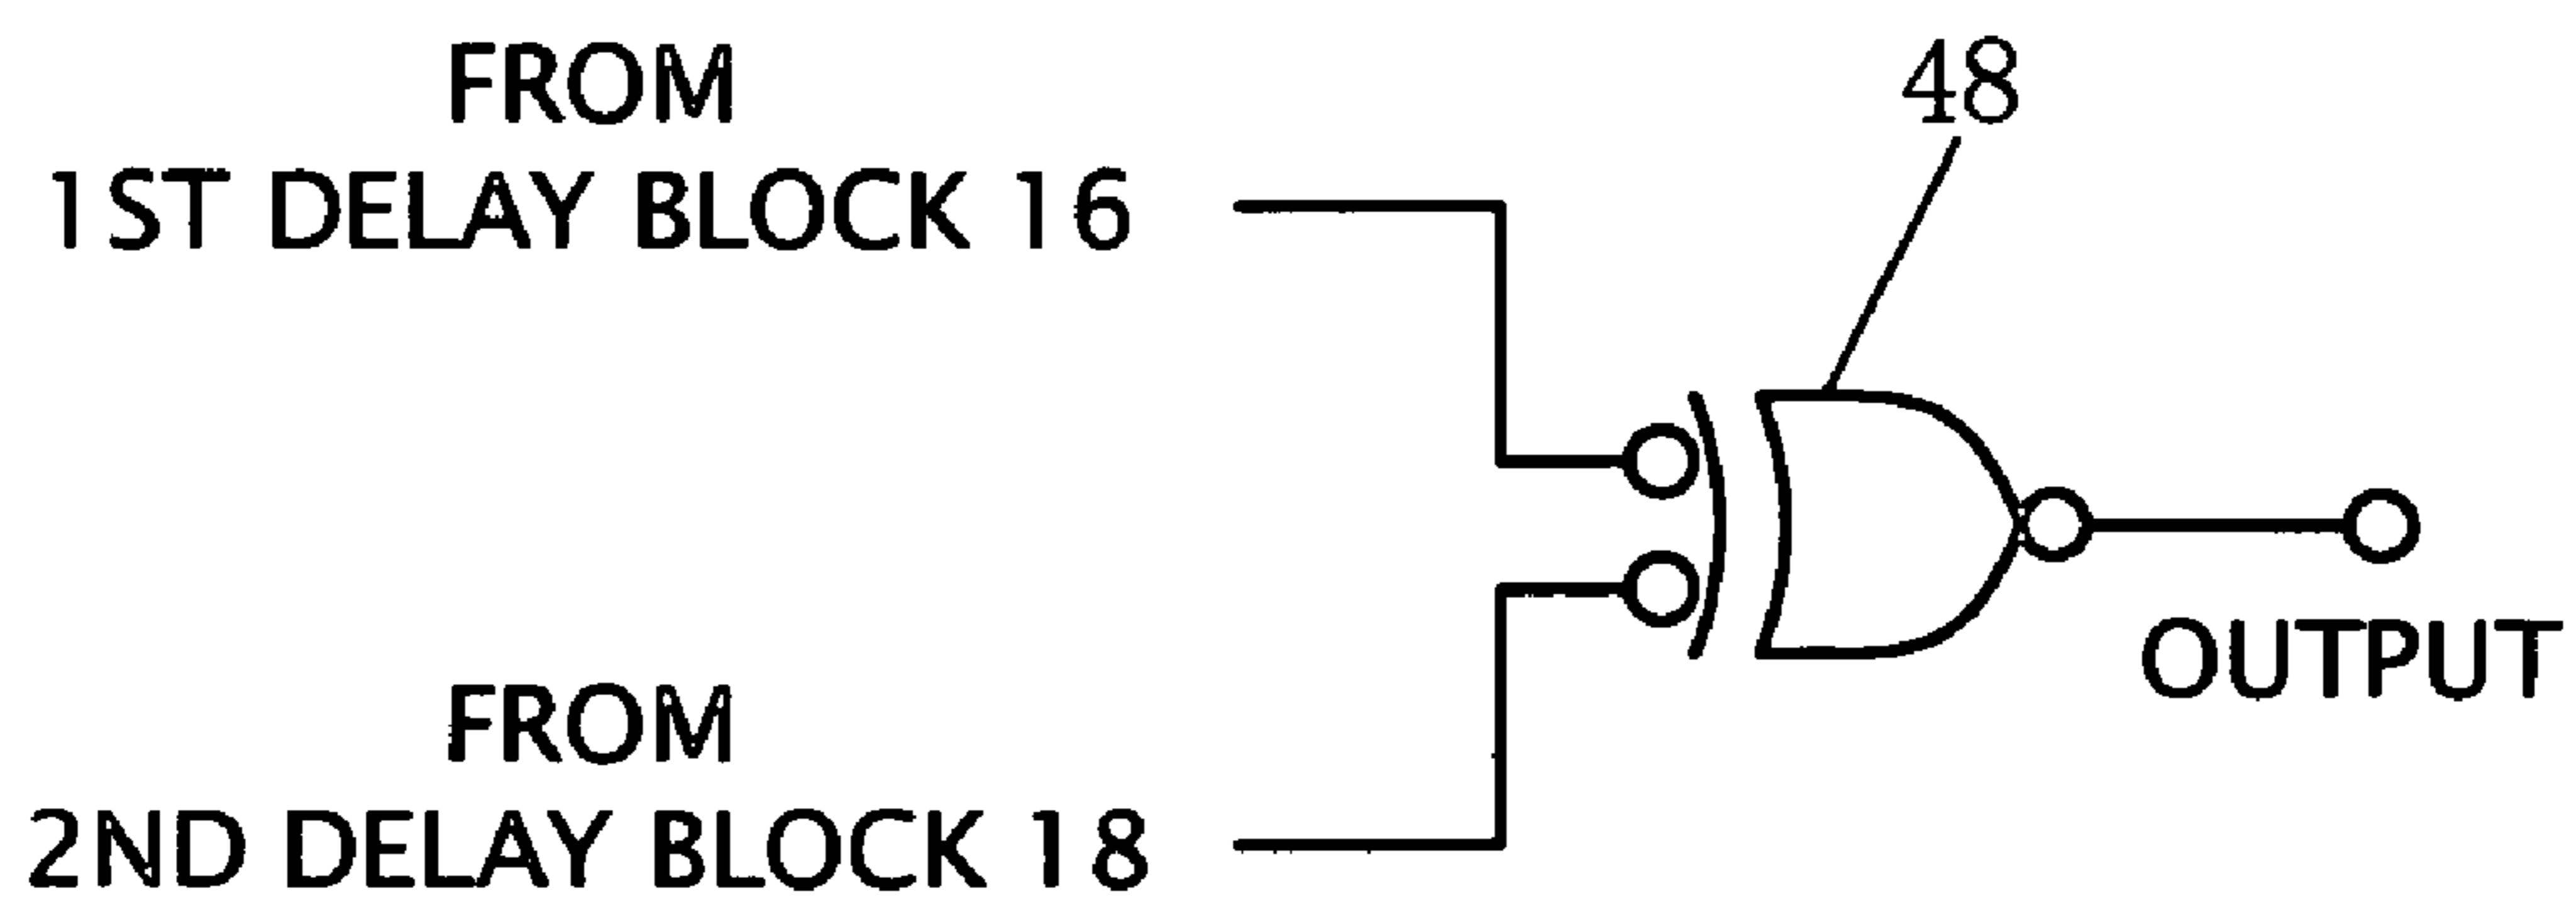 FROM
1ST DELAY BLOCK 16
48
OUTPUT
FROM
2ND DELAY BLOCK 18